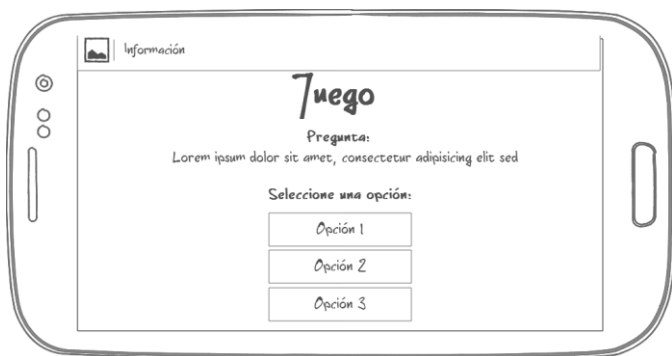 Información
Juego
Pregunta:
Lorem ipsum dolor sit amet, consectetur adipisicing elit sed
Seleccione una opción:
Opción 1
Opción 2
Opción 3